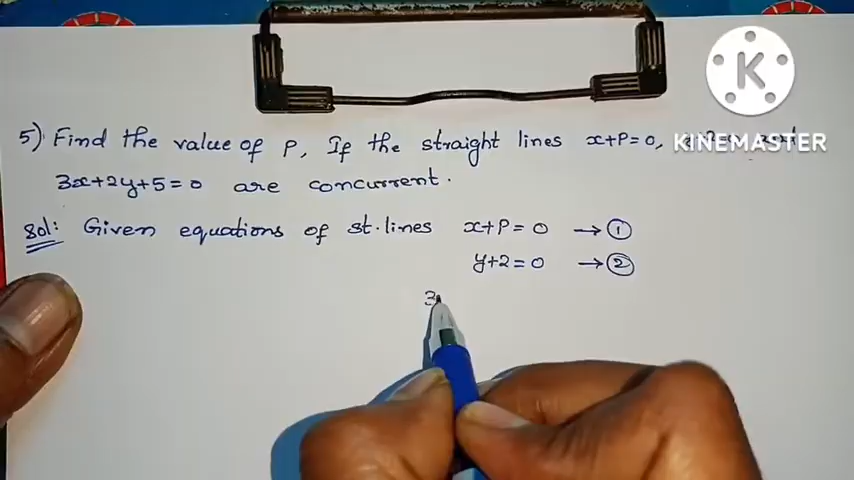 5) Find the value of P, If the straight lines x+P=0,
3x+2y+5=0 are concurrent.
Sol: Given equations of st. lines x+P=0 → ①
y+2=0 → ②
3
K
KINEMASTER